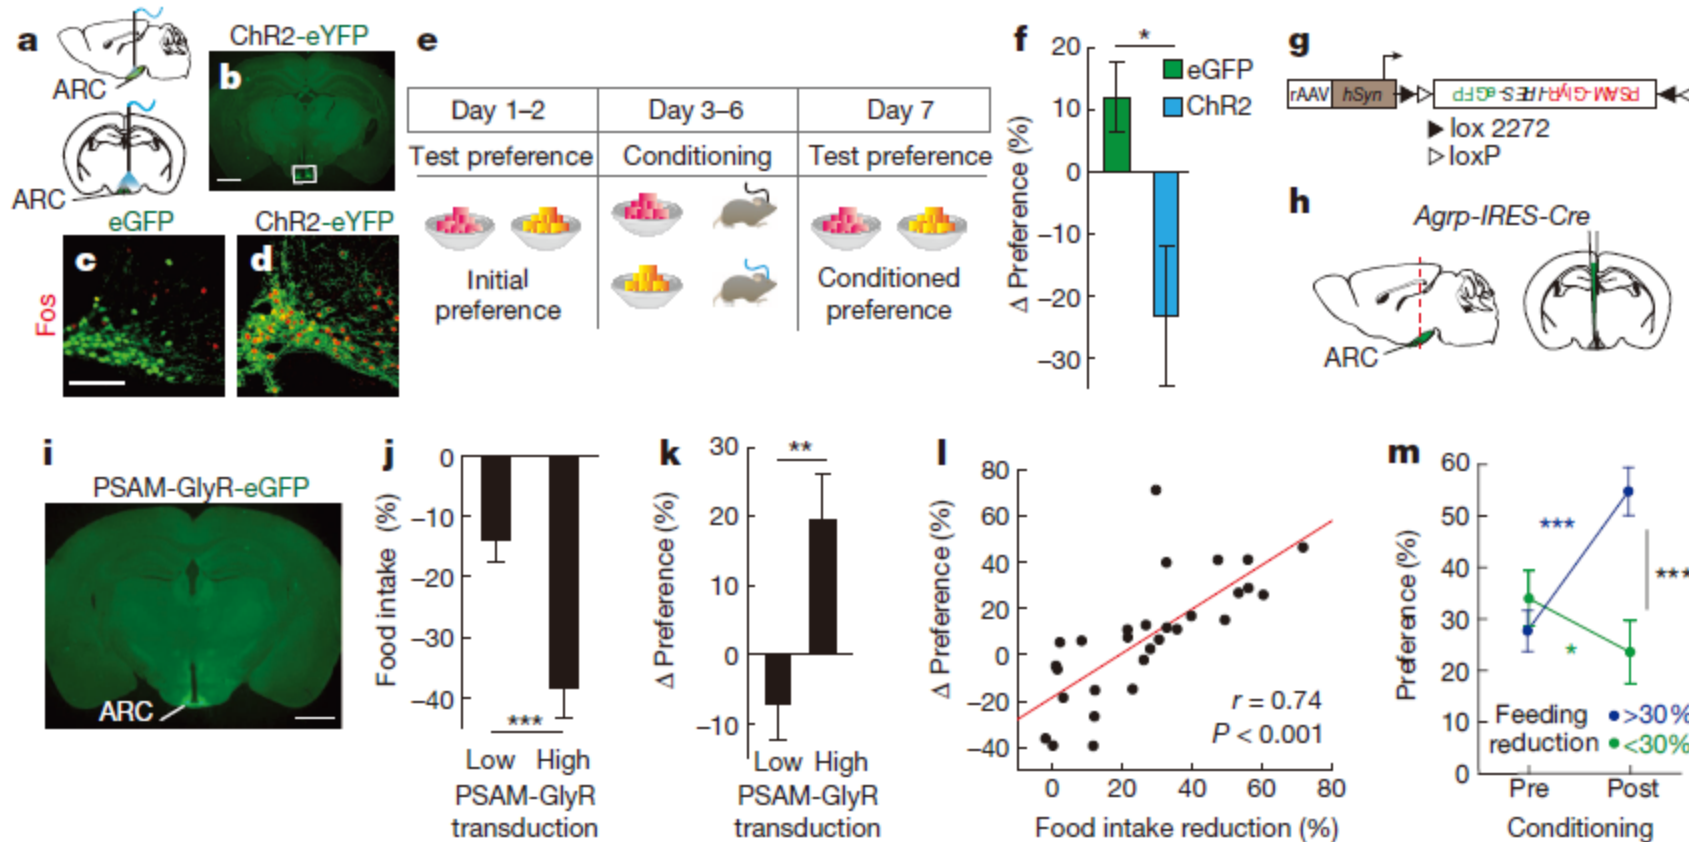 a
ARC
ARC
ChR2-eYFP
b
eGFP
ChR2-eYFP
c
d
Fos
e
Day 1–2
Day 3–6
Day 7
Test preference
Conditioning
Test preference
Initial
preference
Conditioned
preference
f
20
10
0
−10
−20
−30
Δ Preference (%)
*
eGFP
ChR2
g
rAAV
hSyn
PSAM-GlyR-IRES-eGFP
lox 2272
loxP
h
Agrp-IRES-Cre
ARC
i
PSAM-GlyR-eGFP
ARC
j
0
−10
−20
−30
−40
Food intake (%)
***
Low High
PSAM-GlyR
transduction
k
30
20
10
0
−10
Δ Preference (%)
**
Low High
PSAM-GlyR
transduction
l
80
60
40
20
0
−20
−40
Δ Preference (%)
r = 0.74
P < 0.001
0 20 40 60 80
Food intake reduction (%)
m
60
50
40
30
20
10
0
Preference (%)
***
*
***
Feeding
reduction
>30%
<30%
Pre Post
Conditioning